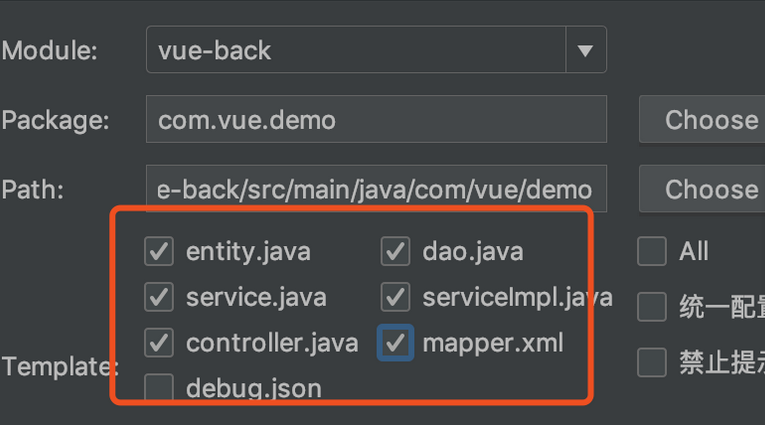 Module: vue-back
Package: com.vue.demo Choose
Path: e-back/src/main/java/com/vue/demo Choose
entity.java dao.java All
service.java serviceImpl.java 统一配置
controller.java mapper.xml 禁止提示
Template:
debug.json